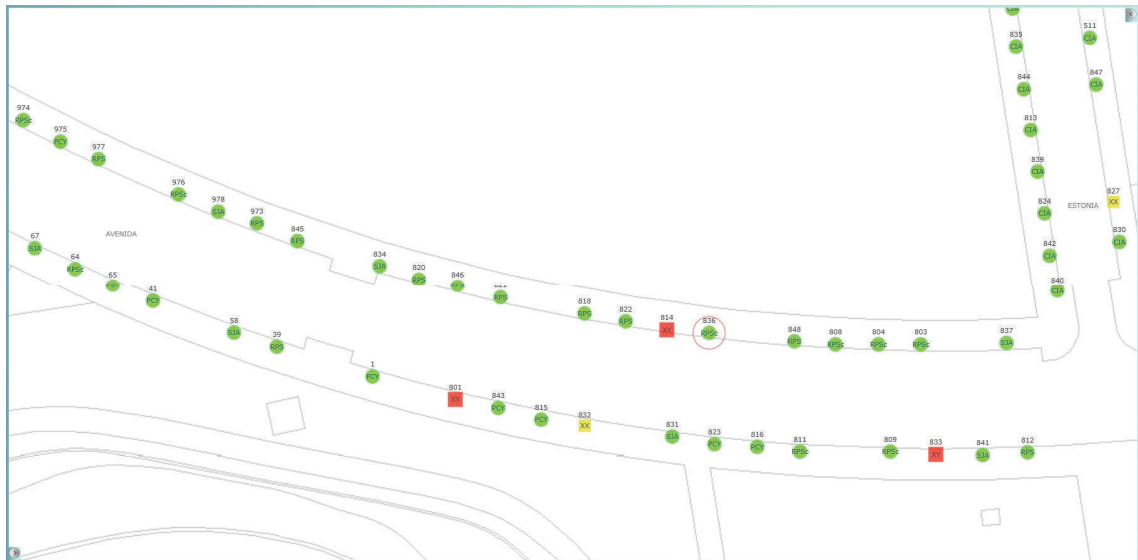 CIA
835
CIA
844
CIA
813
CIA
839
CIA
824
CIA
842
CIA
840
CIA
511
CIA
847
CIA
827
XX
830
CIA
ESTONIA
974
RPSc
975
PCY
977
RPS
976
RPSc
978
SJA
973
RPS
845
RPS
834
SJA
820
RPS
846
RPS
818
RPS
822
RPS
814
XY
836
RPSc
848
RPS
808
RPSc
804
RPSc
803
RPSc
837
SJA
AVENIDA
67
SJA
64
RPSc
65
41
PCY
58
SJA
39
RPS
1
PCY
801
XY
843
PCY
815
PCY
832
XX
831
SJA
823
PCY
816
PCY
811
RPSc
809
RPSc
833
XY
841
SJA
812
RPS